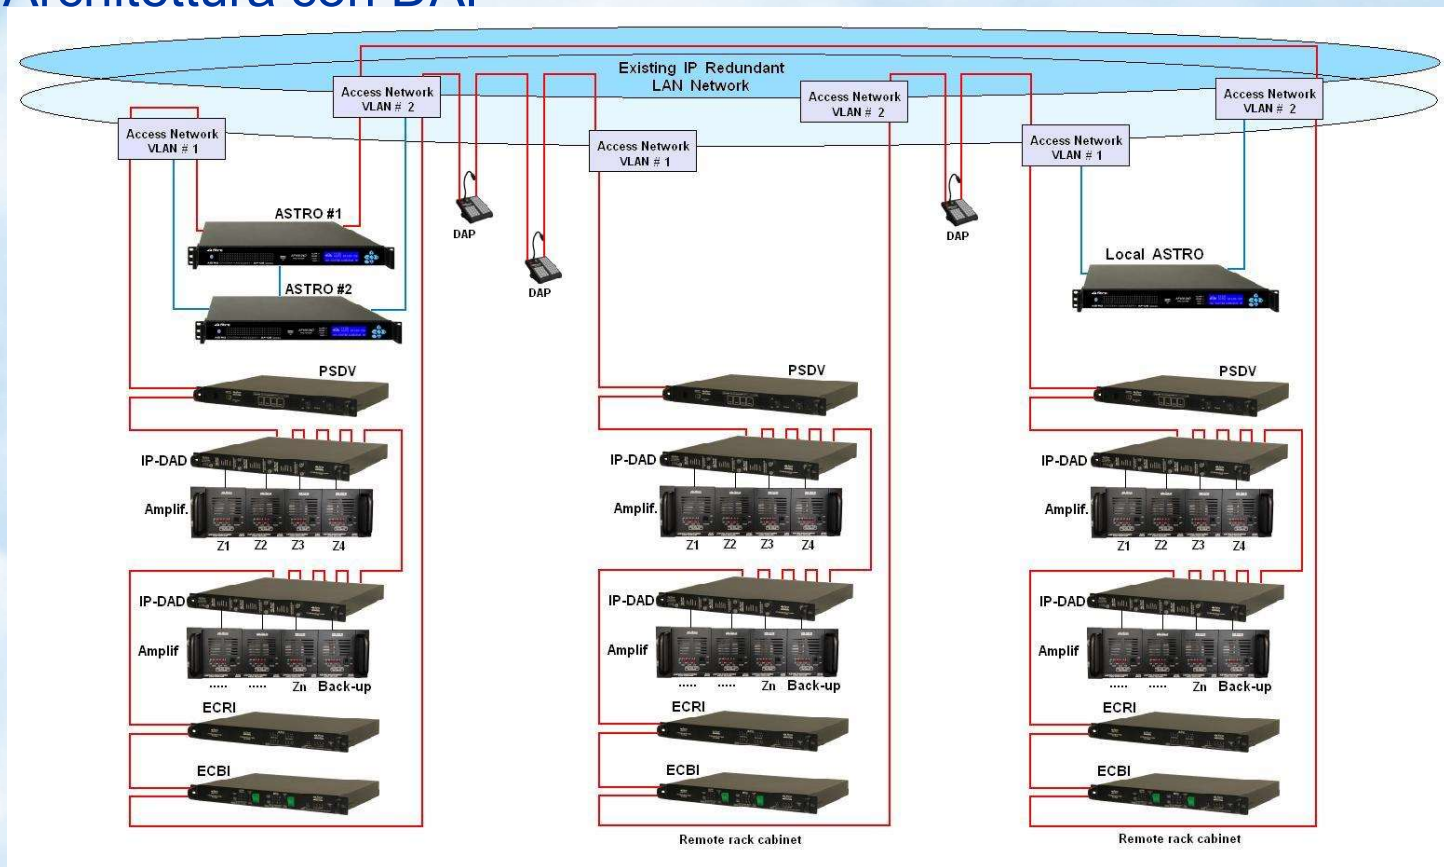 Architettura con DAP
Existing IP Redundant
LAN Network
Access Network
VLAN # 2
Access Network
VLAN # 1
Access Network
VLAN # 1
Access Network
VLAN # 2
Access Network
VLAN # 1
Access Network
VLAN # 2
DAP
DAP
DAP
ASTRO #1
ASTRO #2
Local ASTRO
PSDV
IP-DAD
Amplif.
Z1 Z2 Z3 Z4
IP-DAD
Amplif
..... ..... Zn Back-up
ECRI
ECBI
PSDV
IP-DAD
Amplif.
Z1 Z2 Z3 Z4
IP-DAD
Amplif
..... ..... Zn Back-up
ECRI
ECBI
Remote rack cabinet
PSDV
IP-DAD
Amplif.
Z1 Z2 Z3 Z4
IP-DAD
Amplif
..... ..... Zn Back-up
ECRI
ECBI
Remote rack cabinet